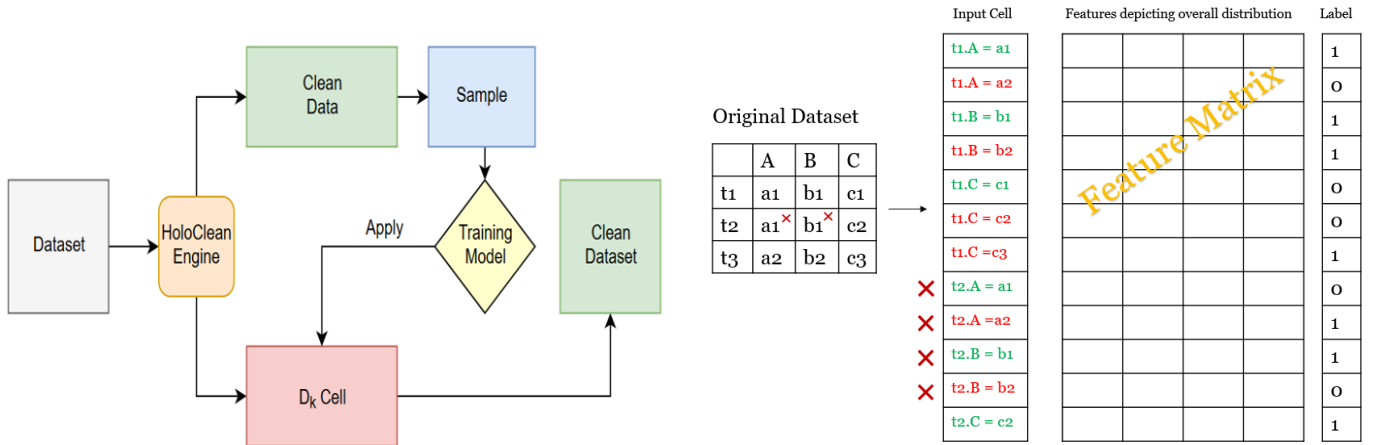 Dataset
HoloClean
Engine
Clean
Data
Sample
Training
Model
Apply
Clean
Dataset
Dₖ Cell
Original Dataset
A B C
t1 a1 b1 c1
t2 a1× b1× c2
t3 a2 b2 c3
Input Cell Features depicting overall distribution Label
t1.A = a1 1
t1.A = a2 0
t1.B = b1 1
t1.B = b2 1
t1.C = c1 0
t1.C = c2 0
t1.C =c3 1
× t2.A = a1 0
× t2.A =a2 1
× t2.B = b1 1
× t2.B = b2 0
t2.C = c2 1
Feature Matrix